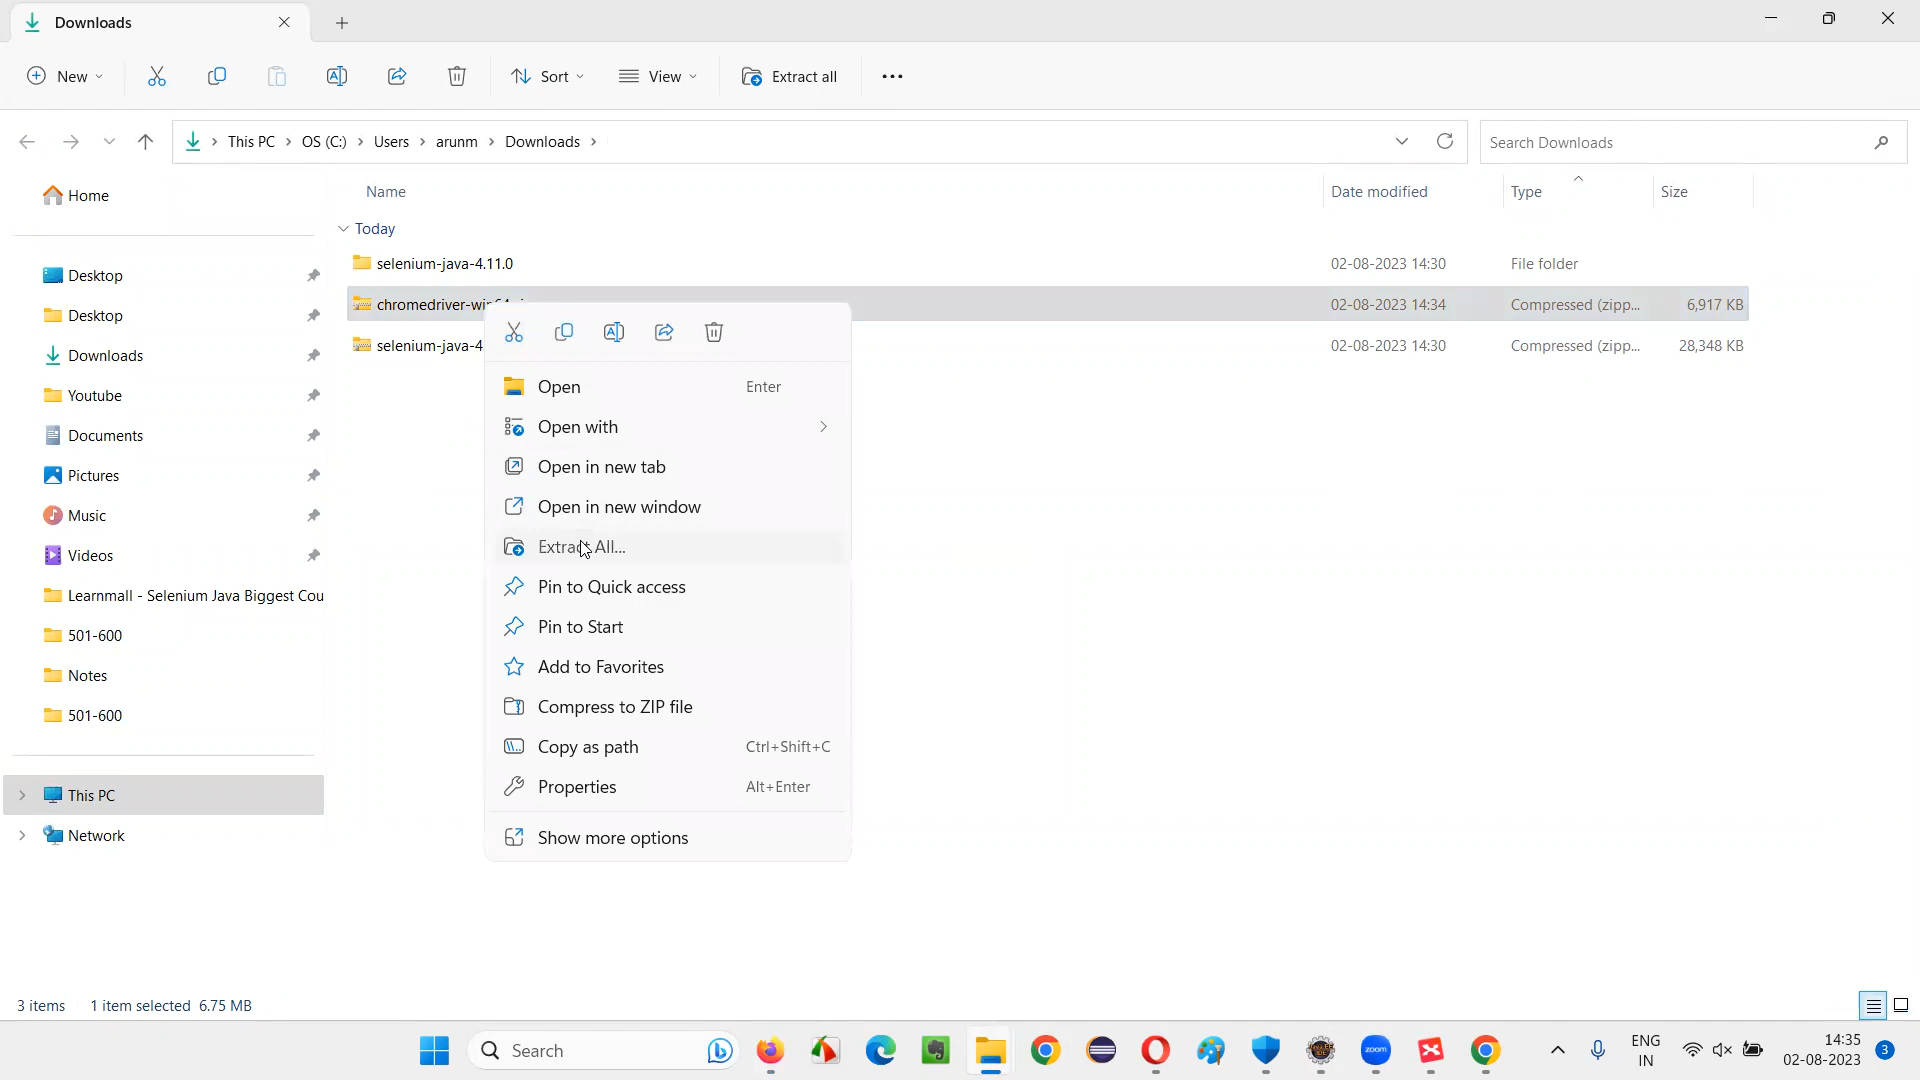 Downloads
New
Sort
View
Extract all
This PC > OS (C:) > Users > arunm > Downloads >
Search Downloads
Name
Date modified
Type
Size
Today
selenium-java-4.11.0
02-08-2023 14:30
File folder
02-08-2023 14:34
Compressed (zipp...
6,917 KB
02-08-2023 14:30
Compressed (zipp...
28,348 KB
Open
Enter
Open with
Open in new tab
Open in new window
Extract All...
Pin to Quick access
Pin to Start
Add to Favorites
Compress to ZIP file
Copy as path
Ctrl+Shift+C
Properties
Alt+Enter
Show more options
Home
Desktop
Desktop
Downloads
Youtube
Documents
Pictures
Music
Videos
Learnmall - Selenium Java Biggest Cou
501-600
Notes
501-600
This PC
Network
3 items
1 item selected 6.75 MB
Search
zoom
ENG
IN
14:35
02-08-2023
3